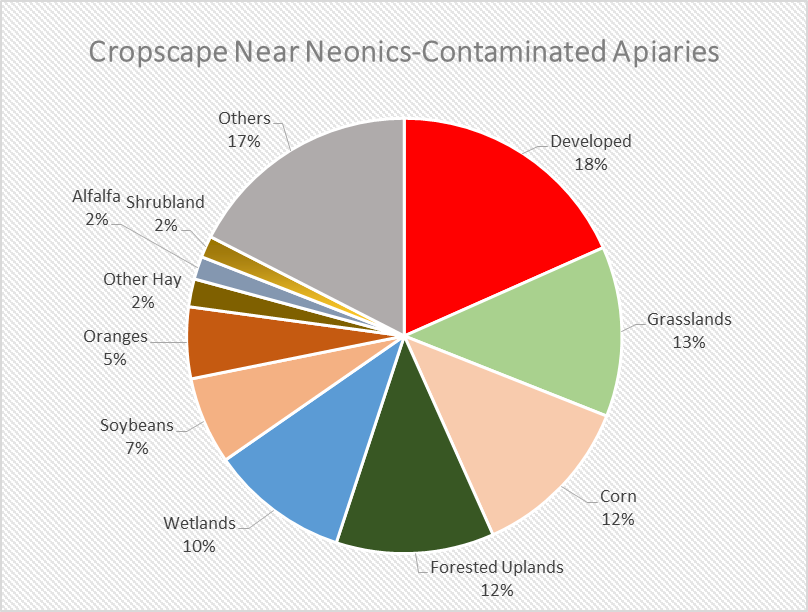 Cropscape Near Neonics-Contaminated Apiaries
Others
17%
Developed
18%
Alfalfa
2%
Shrubland
2%
Other Hay
2%
Grasslands
13%
Oranges
5%
Soybeans
7%
Corn
12%
Wetlands
10%
Forested Uplands
12%